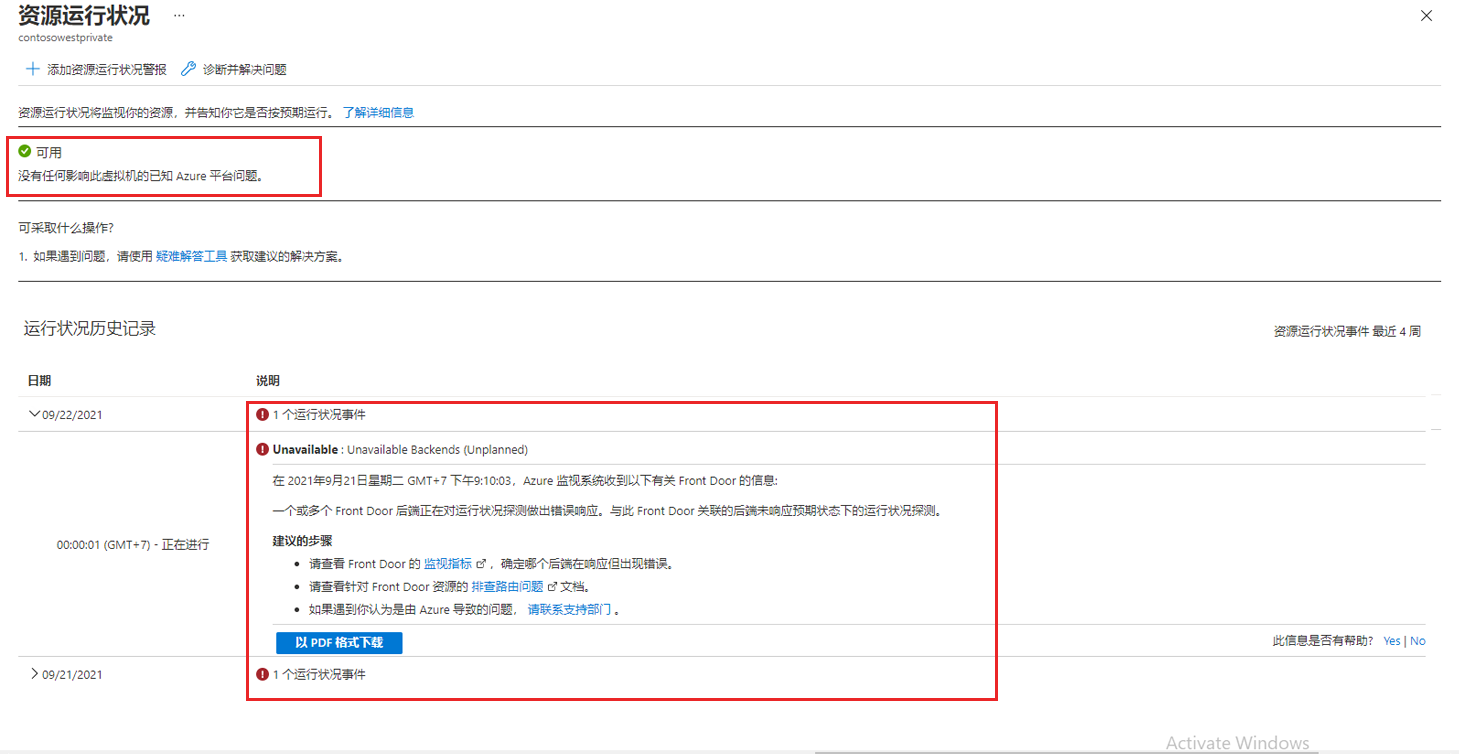 资源运行状况 ...
contosowestprivate
添加资源运行状况警报 诊断并解决问题
资源运行状况将监视你的资源，并告知你它是否按预期运行。 了解详细信息
可用
没有任何影响此虚拟机的已知 Azure 平台问题。
可采取什么操作?
1. 如果遇到问题，请使用 疑难解答工具 获取建议的解决方案。
运行状况历史记录
资源运行状况事件 最近 4 周
日期 说明
09/22/2021 1 个运行状况事件
Unavailable : Unavailable Backends (Unplanned)
在 2021年9月21日星期二 GMT+7 下午9:10:03，Azure 监视系统收到以下有关 Front Door 的信息:
一个或多个 Front Door 后端正在对运行状况探测做出错误响应。与此 Front Door 关联的后端未响应预期状态下的运行状况探测。
建议的步骤
00:00:01 (GMT+7) - 正在进行
• 请查看 Front Door 的 监视指标 ，确定哪个后端在响应但出现错误。
• 请查看针对 Front Door 资源的 排查路由问题 文档。
• 如果遇到你认为是由 Azure 导致的问题， 请联系支持部门 。
以 PDF 格式下载
此信息是否有帮助? Yes | No
09/21/2021 1 个运行状况事件
Activate Windows